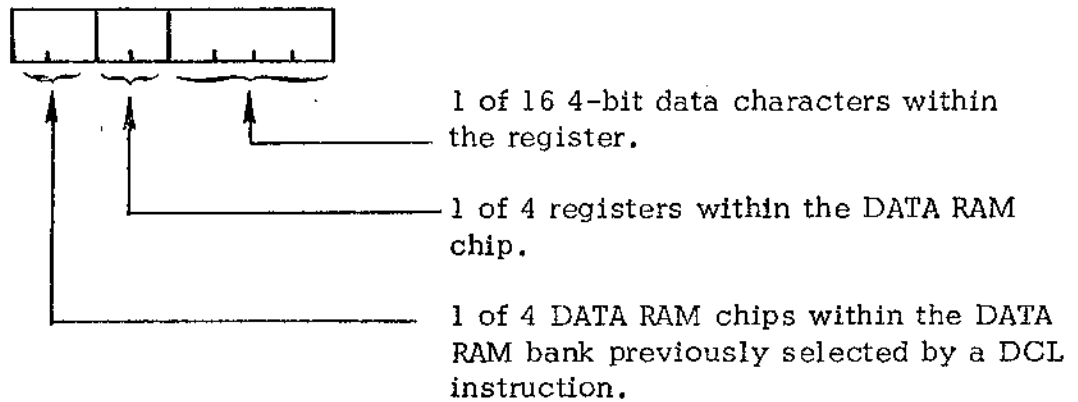 1 of 16 4-bit data characters within
the register.
1 of 4 registers within the DATA RAM
chip.
1 of 4 DATA RAM chips within the DATA
RAM bank previously selected by a DCL
instruction.